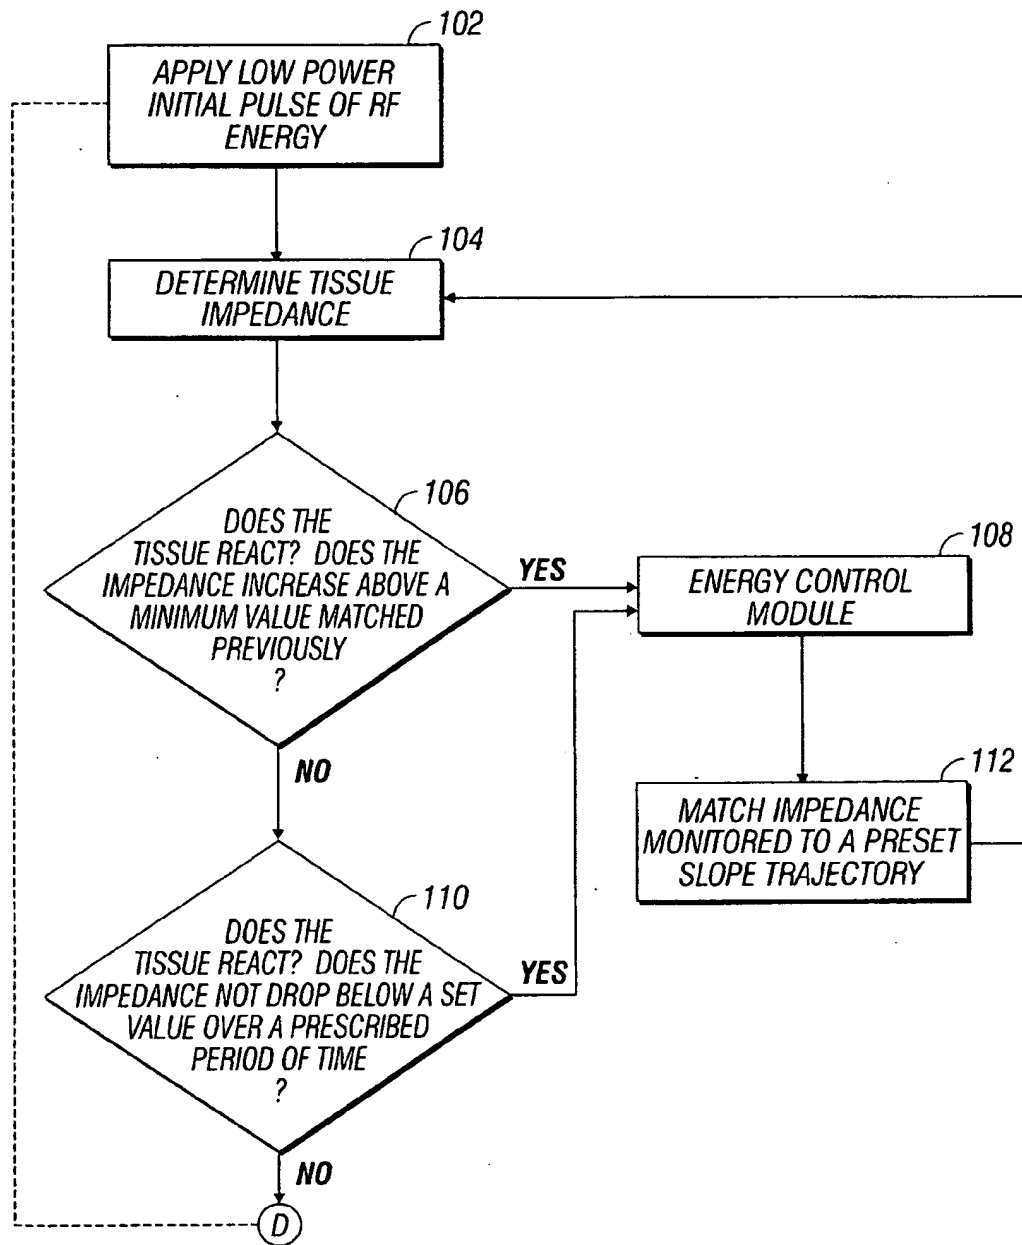 102
APPLY LOW POWER
INITIAL PULSE OF RF
ENERGY
104
DETERMINE TISSUE
IMPEDANCE
106
DOES THE
TISSUE REACT? DOES THE
IMPEDANCE INCREASE ABOVE A
MINIMUM VALUE MATCHED
PREVIOUSLY
?
YES
NO
108
ENERGY CONTROL
MODULE
112
MATCH IMPEDANCE
MONITORED TO A PRESET
SLOPE TRAJECTORY
110
DOES THE
TISSUE REACT? DOES THE
IMPEDANCE NOT DROP BELOW A SET
VALUE OVER A PRESCRIBED
PERIOD OF TIME
?
YES
NO
D